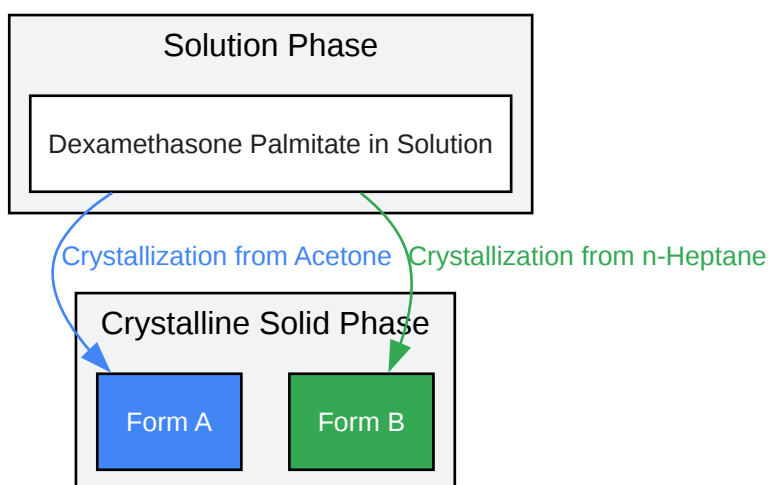 Solution Phase
Dexamethasone Palmitate in Solution
Crystallization from Acetone
Crystallization from n-Heptane
Crystalline Solid Phase
Form A
Form B